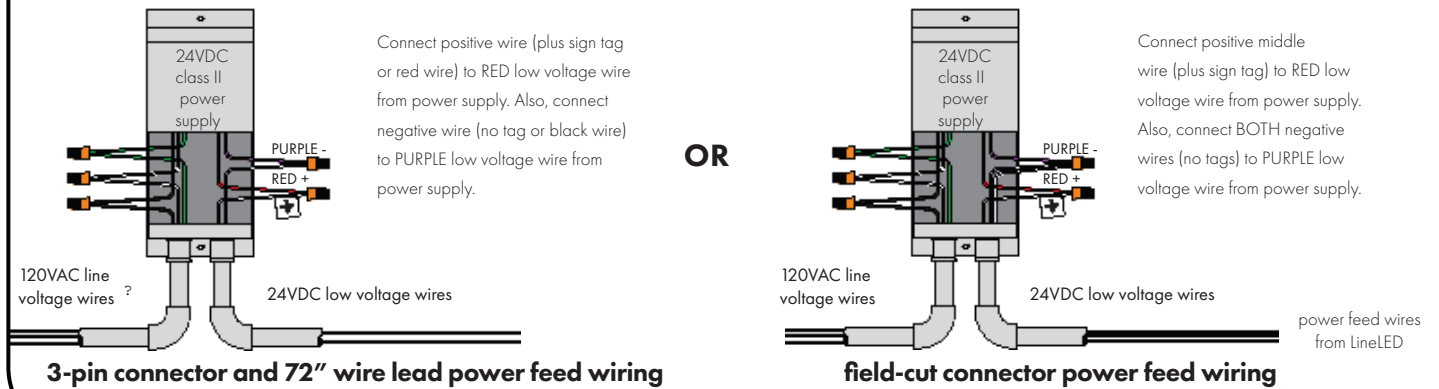 24VDC
class II
power
supply
PURPLE -
RED +
+
Connect positive wire (plus sign tag
or red wire) to RED low voltage wire
from power supply. Also, connect
negative wire (no tag or black wire)
to PURPLE low voltage wire from
power supply.
120VAC line
voltage wires ?
24VDC low voltage wires
3-pin connector and 72” wire lead power feed wiring
OR
24VDC
class II
power
supply
PURPLE -
RED +
+
Connect positive middle
wire (plus sign tag) to RED low
voltage wire from power supply.
Also, connect BOTH negative
wires (no tags) to PURPLE low
voltage wire from power supply.
120VAC line
voltage wires
24VDC low voltage wires
power feed wires
from LineLED
field-cut connector power feed wiring